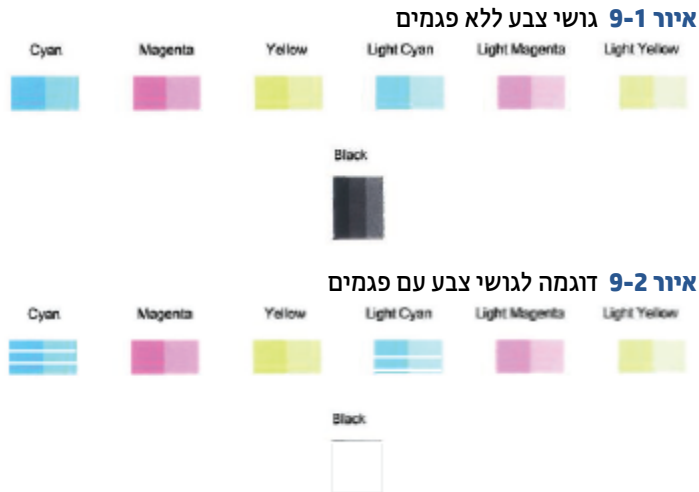 איור 9-1 גושי צבע ללא פגמים
Cyan Magenta Yellow Light Cyan Light Magenta Light Yellow
Black
איור 9-2 דוגמה לגושי צבע עם פגמים
Cyan Magenta Yellow Light Cyan Light Magenta Light Yellow
Black